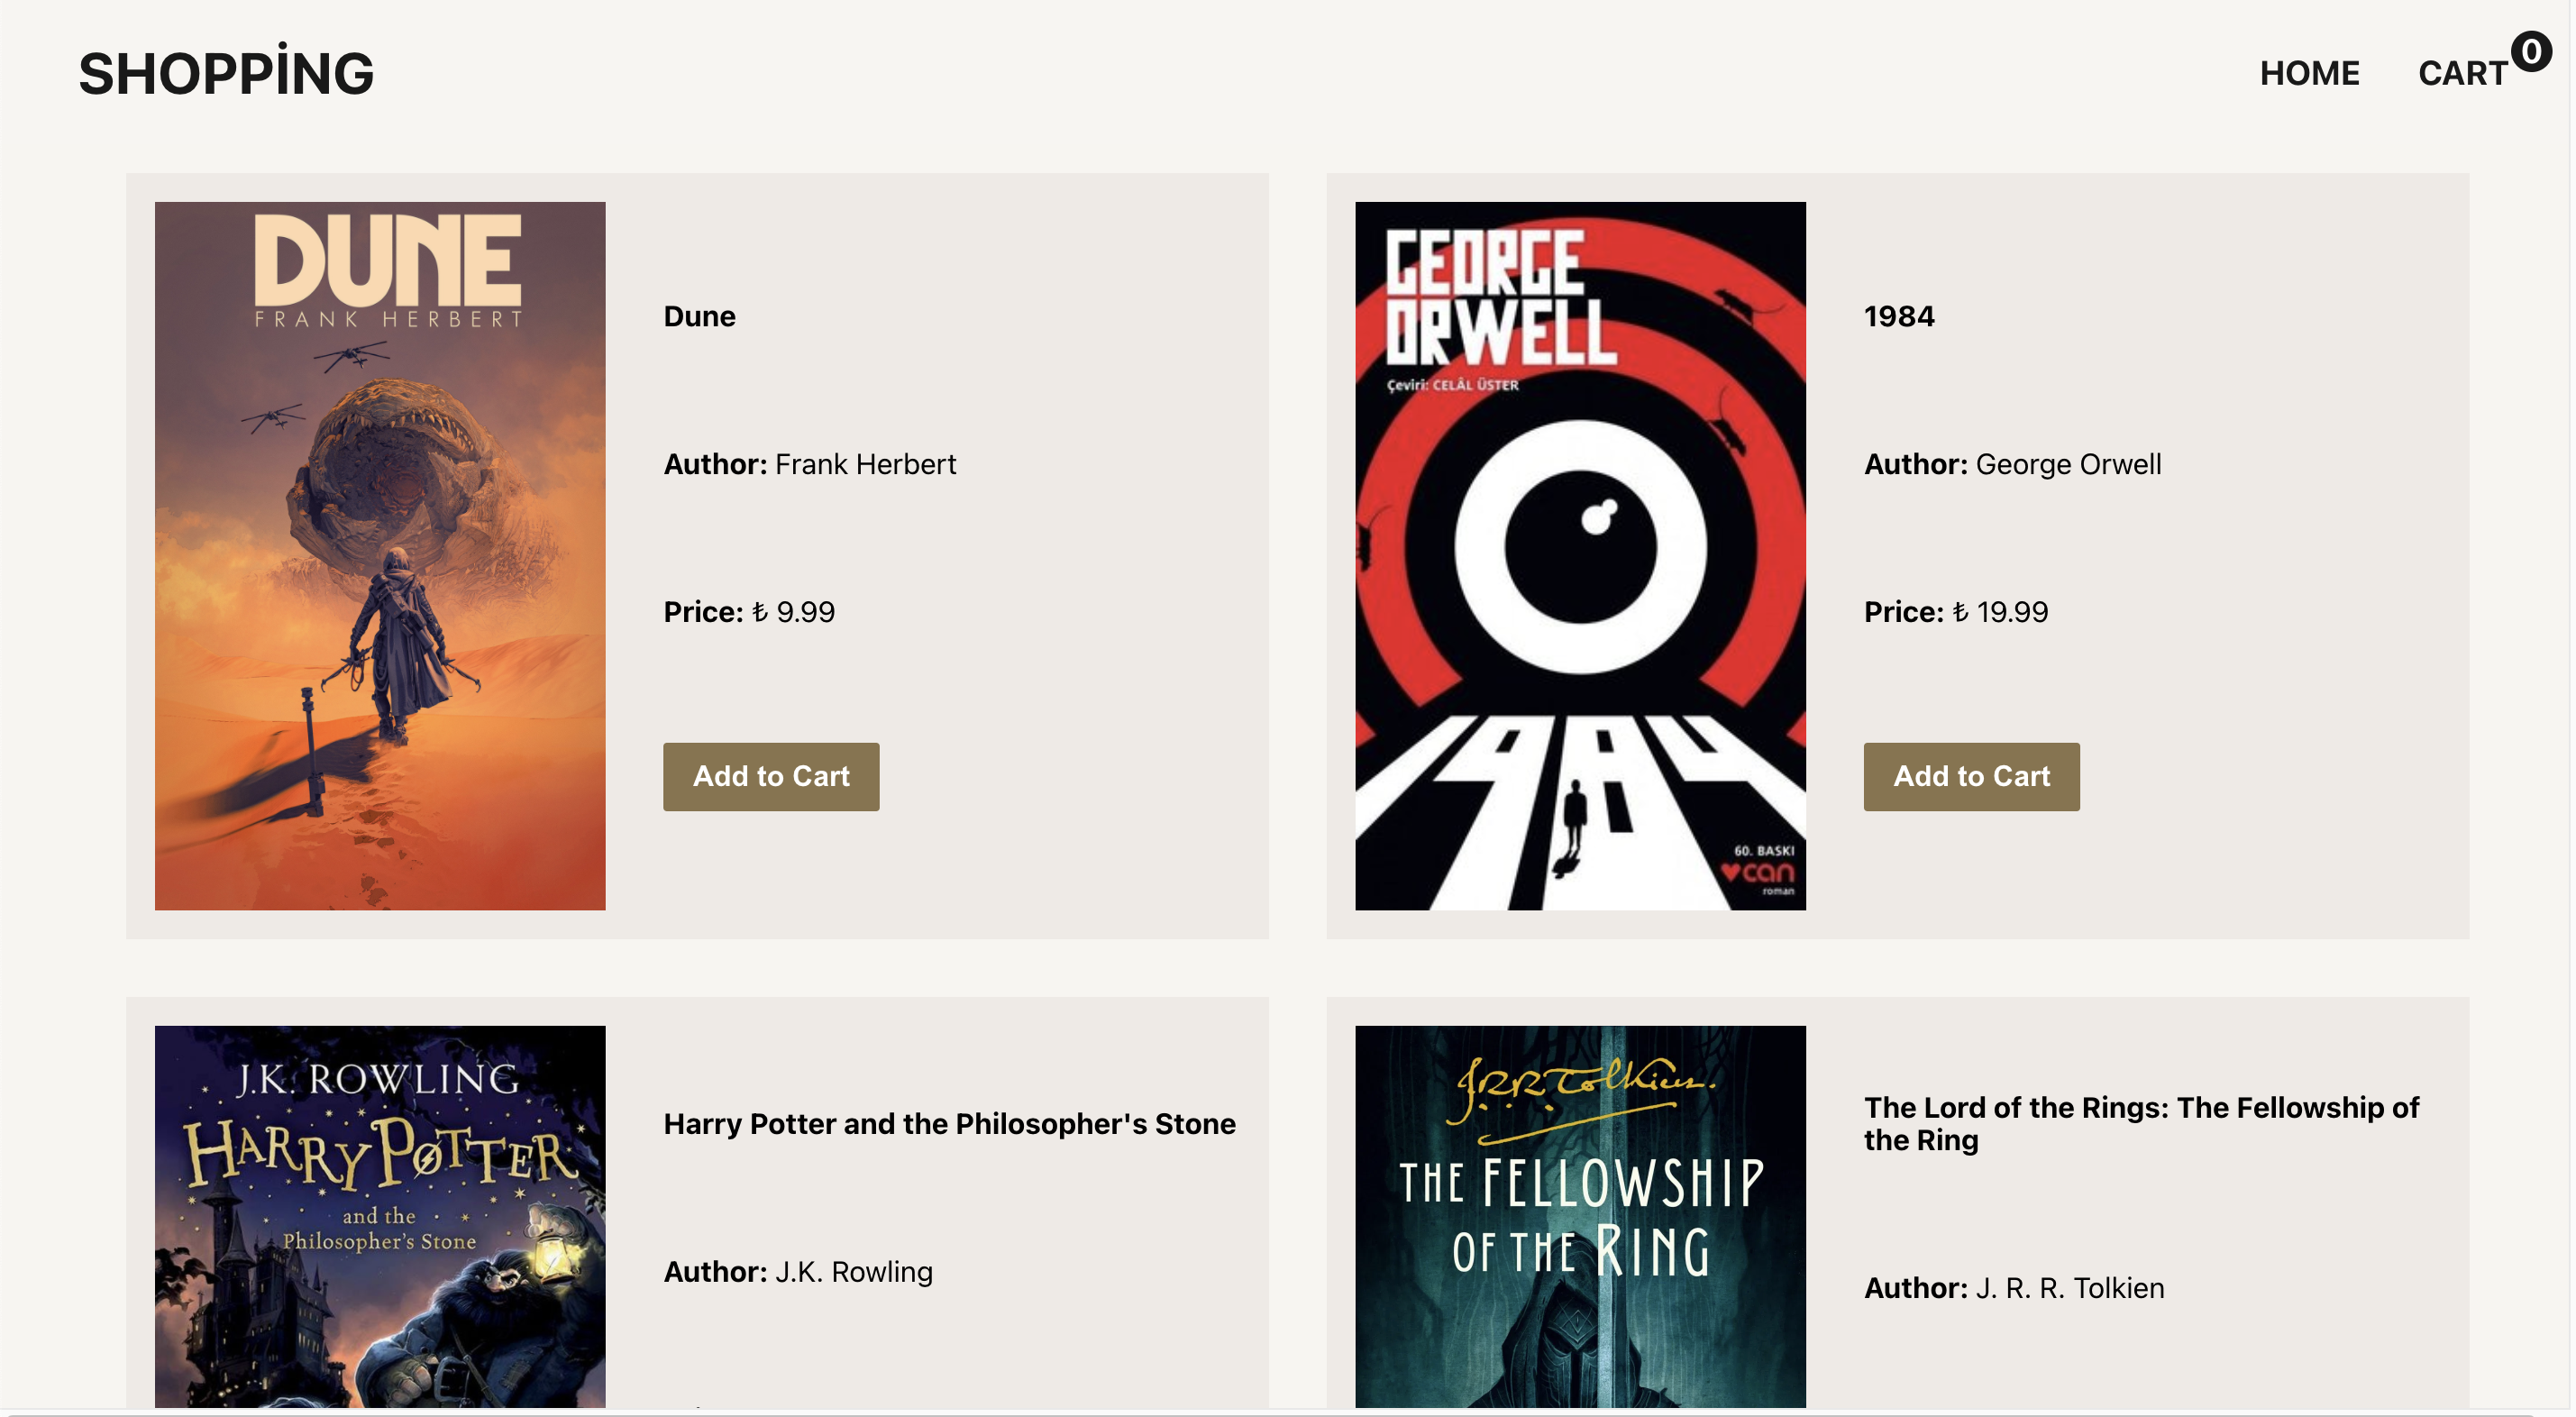 SHOPPİNG
HOME
CART
0
DUNE
FRANK HERBERT
Dune
Author: Frank Herbert
Price: ₺ 9.99
Add to Cart
GEORGE
ORWELL
Çeviri: CELÂL ÜSTER
1984
60. BASKI
can
roman
1984
Author: George Orwell
Price: ₺ 19.99
Add to Cart
J.K. ROWLING
HARRY POTTER
and the
Philosopher's Stone
Harry Potter and the Philosopher's Stone
Author: J.K. Rowling
J.R.R. Tolkien.
THE FELLOWSHIP
OF THE RING
The Lord of the Rings: The Fellowship of
the Ring
Author: J. R. R. Tolkien